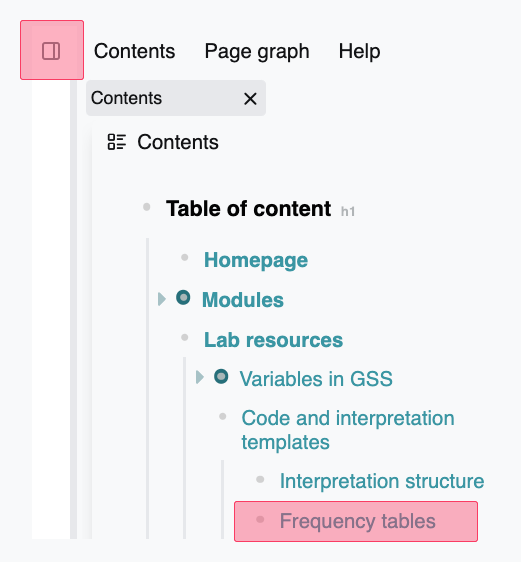 Contents Page graph Help
Contents
Contents
Table of content h1
Homepage
Modules
Lab resources
Variables in GSS
Code and interpretation
templates
Interpretation structure
Frequency tables